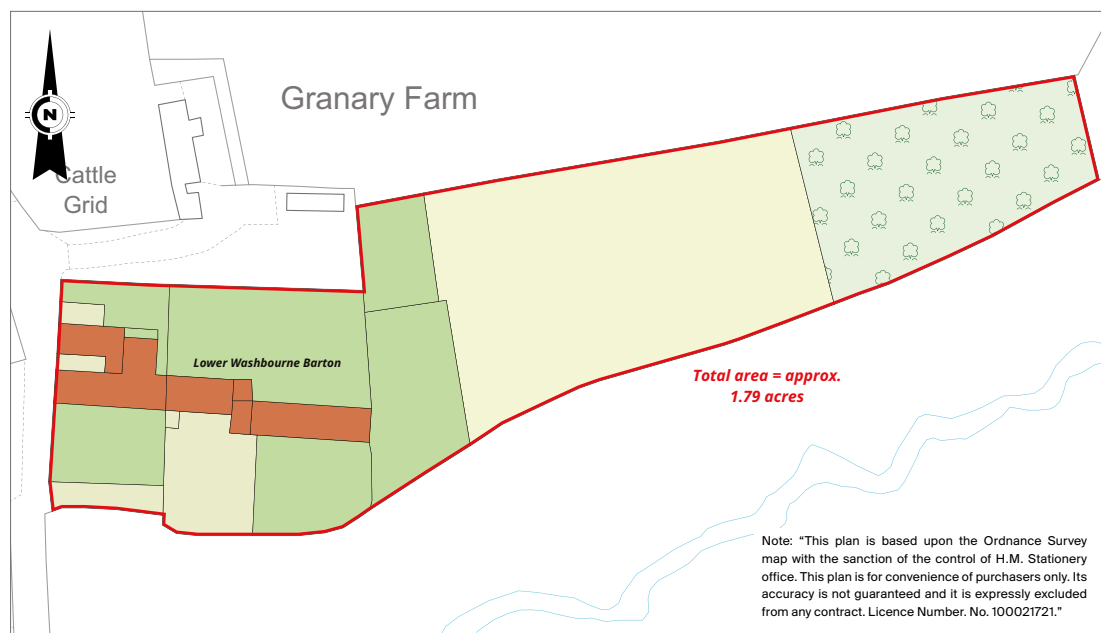 Granary Farm
N
Cattle
Grid
Lower Washbourne Barton
Total area = approx.
1.79 acres
Note: “This plan is based upon the Ordnance Survey
map with the sanction of the control of H.M. Stationery
office. This plan is for convenience of purchasers only. Its
accuracy is not guaranteed and it is expressly excluded
from any contract. Licence Number. No. 100021721.”